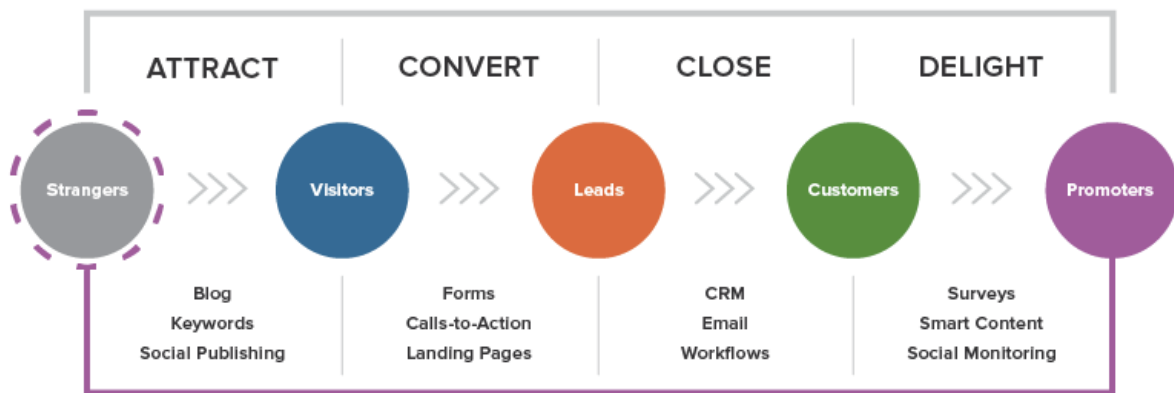 ATTRACT
CONVERT
CLOSE
DELIGHT
Strangers
Visitors
Leads
Customers
Promoters
Blog
Keywords
Social Publishing
Forms
Calls-to-Action
Landing Pages
CRM
Email
Workflows
Surveys
Smart Content
Social Monitoring